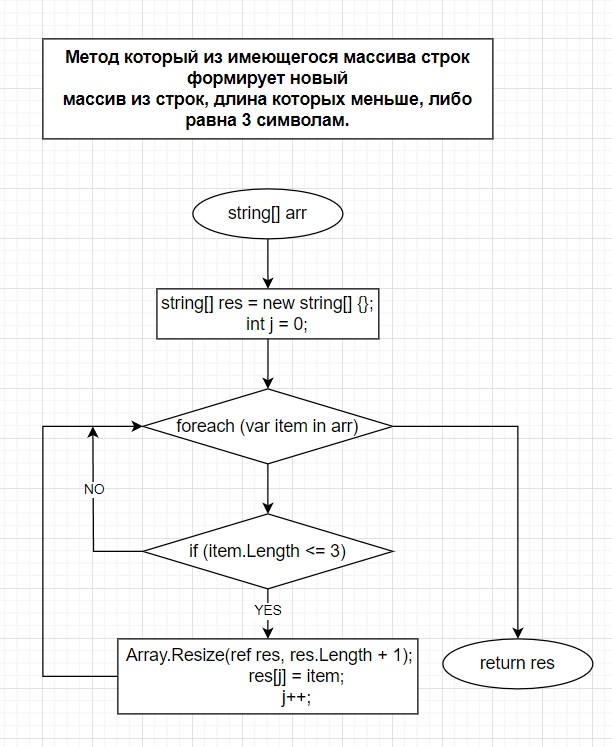 Метод который из имеющегося массива строк
формирует новый
массив из строк, длина которых меньше, либо
равна 3 символам.
string[] arr
string[] res = new string[] {};
int j = 0;
foreach (var item in arr)
NO
if (item.Length <= 3)
YES
Array.Resize(ref res, res.Length + 1);
res[j] = item;
j++;
return res